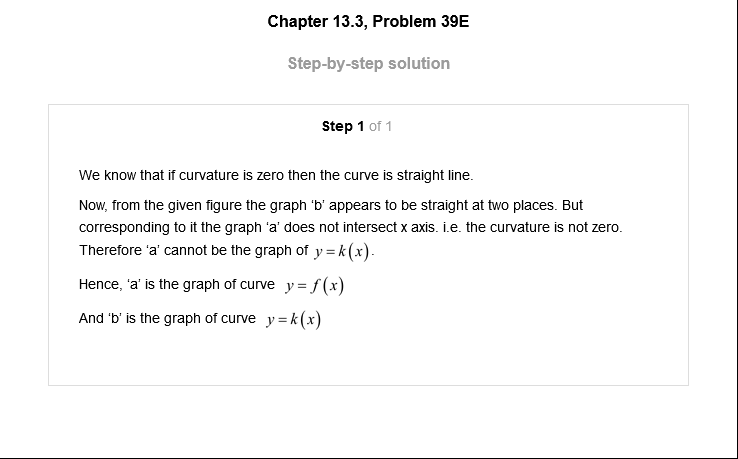 Chapter 13.3, Problem 39E
Step-by-step solution
Step 1 of 1
We know that if curvature is zero then the curve is straight line.
Now, from the given figure the graph ‘b’ appears to be straight at two places. But
corresponding to it the graph ‘a’ does not intersect x axis. i.e. the curvature is not zero.
Therefore ‘a’ cannot be the graph of y = k(x).
Hence, ‘a’ is the graph of curve y = f(x)
And ‘b’ is the graph of curve y = k(x)